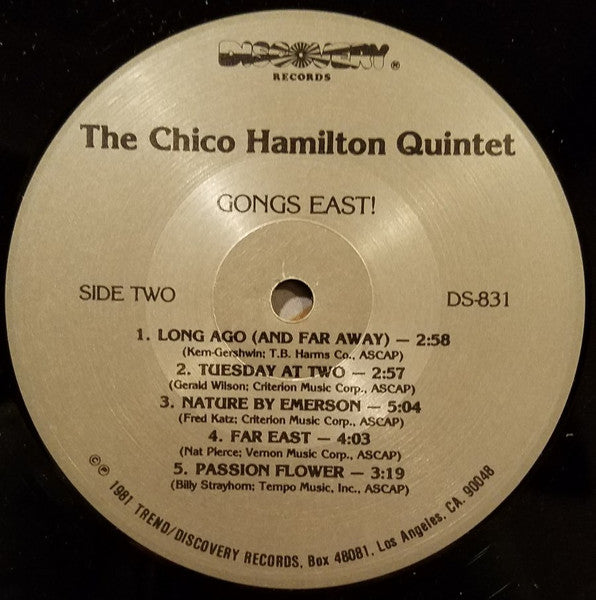 DISCOVERY ®
RECORDS
The Chico Hamilton Quintet
GONGS EAST!
SIDE TWO
DS-831
1. LONG AGO (AND FAR AWAY) — 2:58
(Kern-Gershwin; T.B. Harms Co., ASCAP)
2. TUESDAY AT TWO — 2:57
(Gerald Wilson; Criterion Music Corp., ASCAP)
3. NATURE BY EMERSON — 5:04
(Fred Katz; Criterion Music Corp., ASCAP)
4. FAR EAST — 4:03
(Nat Pierce; Vernon Music Corp., ASCAP)
5. PASSION FLOWER — 3:19
(Billy Strayhorn; Tempo Music, Inc., ASCAP)
©℗ 1981 TREND/DISCOVERY RECORDS, Box 48081, Los Angeles, CA. 90048